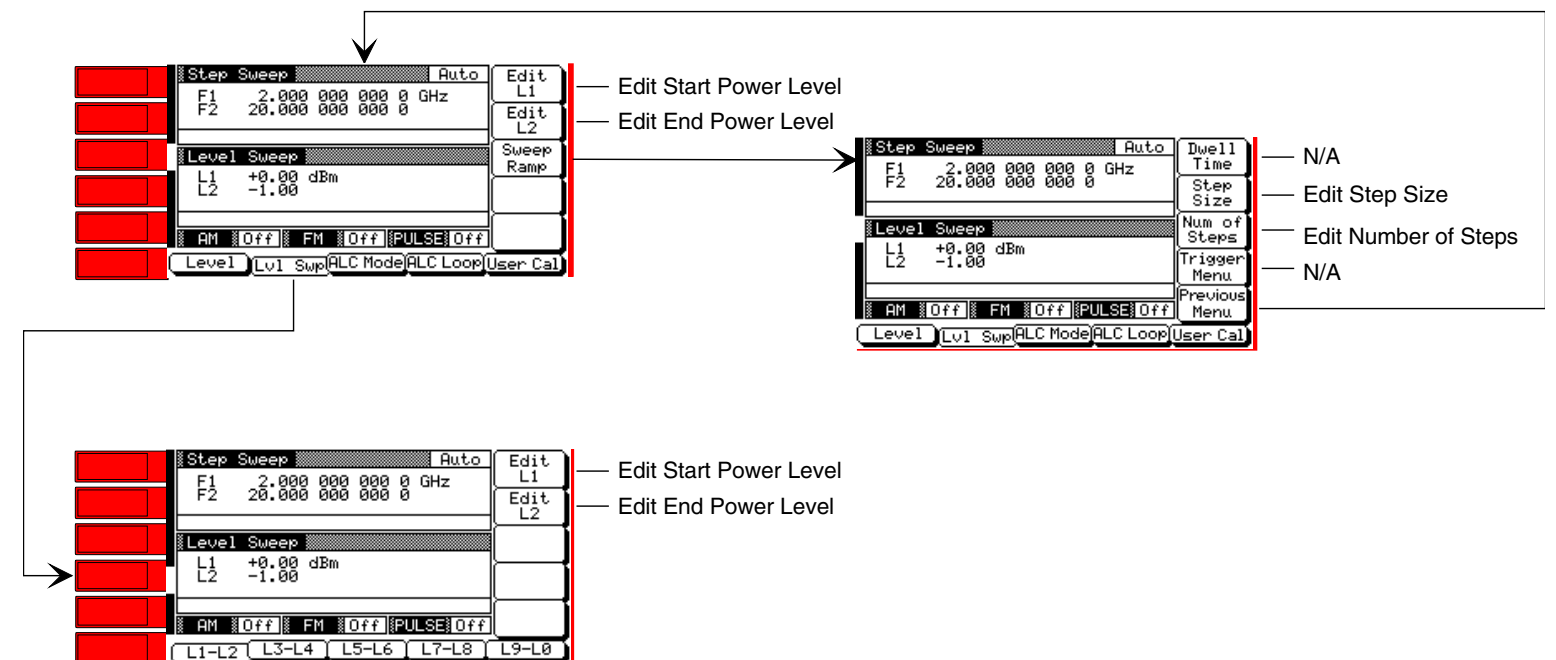 Step Sweep Auto
F1 2.000 000 000 0 GHz
F2 20.000 000 000 0
Level Sweep
L1 +0.00 dBm
L2 -1.00
AM Off FM Off PULSE Off
Level Lvl Swp ALC Mode ALC Loop User Cal
Edit
L1
Edit
L2
Sweep
Ramp
Edit Start Power Level
Edit End Power Level
Step Sweep Auto
F1 2.000 000 000 0 GHz
F2 20.000 000 000 0
Level Sweep
L1 +0.00 dBm
L2 -1.00
AM Off FM Off PULSE Off
Level Lvl Swp ALC Mode ALC Loop User Cal
Dwell
Time
Step
Size
Num of
Steps
Trigger
Menu
Previous
Menu
N/A
Edit Step Size
Edit Number of Steps
N/A
Step Sweep Auto
F1 2.000 000 000 0 GHz
F2 20.000 000 000 0
Level Sweep
L1 +0.00 dBm
L2 -1.00
AM Off FM Off PULSE Off
L1-L2 L3-L4 L5-L6 L7-L8 L9-L0
Edit
L1
Edit
L2
Edit Start Power Level
Edit End Power Level